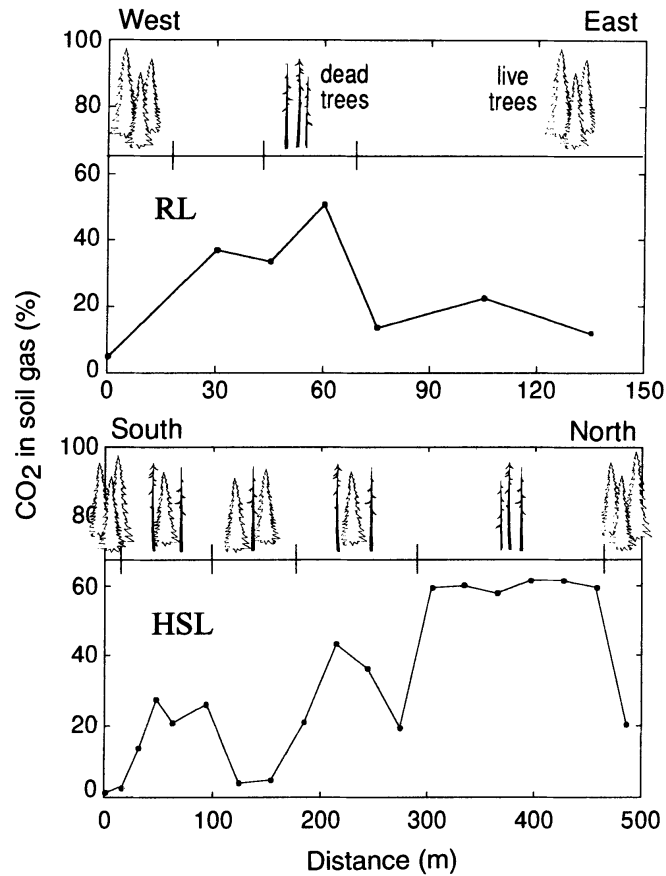 West East
100
80
dead
trees
live
trees
60
RL
40
20
0
0 30 60 90 120 150
CO2 in soil gas (%)
South North
100
80
60
HSL
40
20
0
0 100 200 300 400 500
Distance (m)